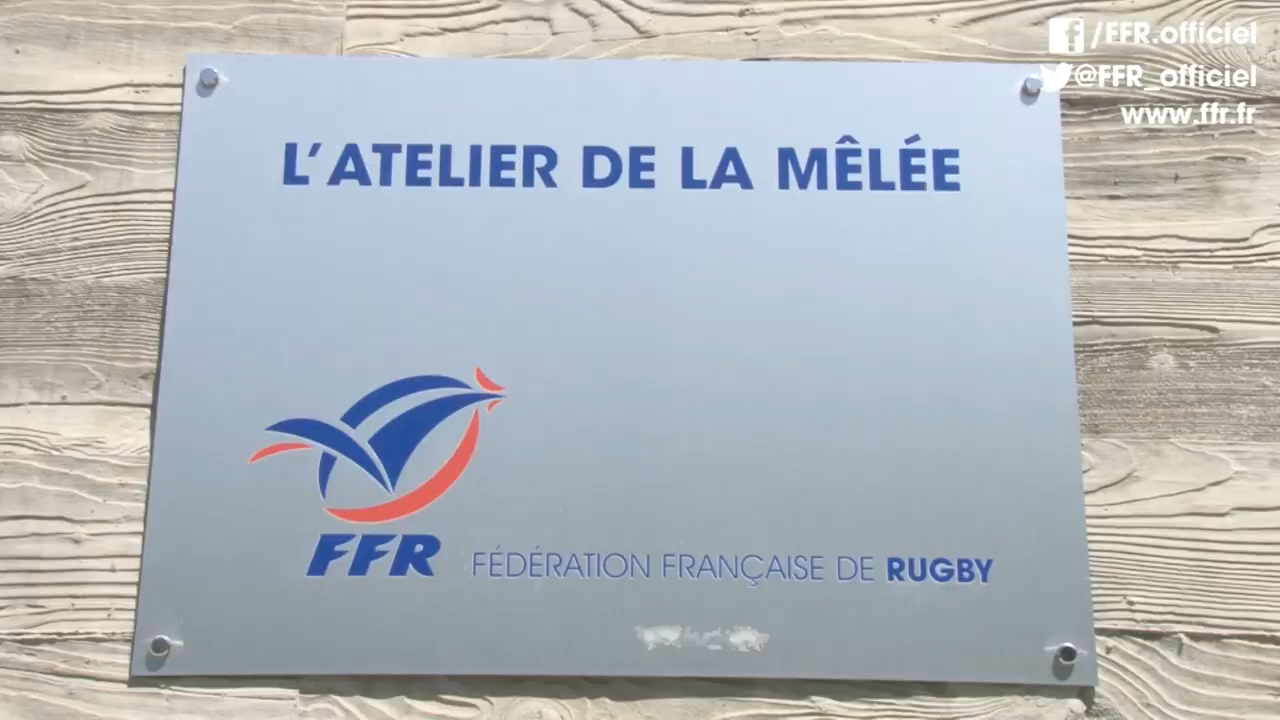 /FFR.officiel
@FFR_officiel
www.ffr.fr
L'ATELIER DE LA MÊLÉE
FFR FÉDÉRATION FRANÇAISE DE RUGBY